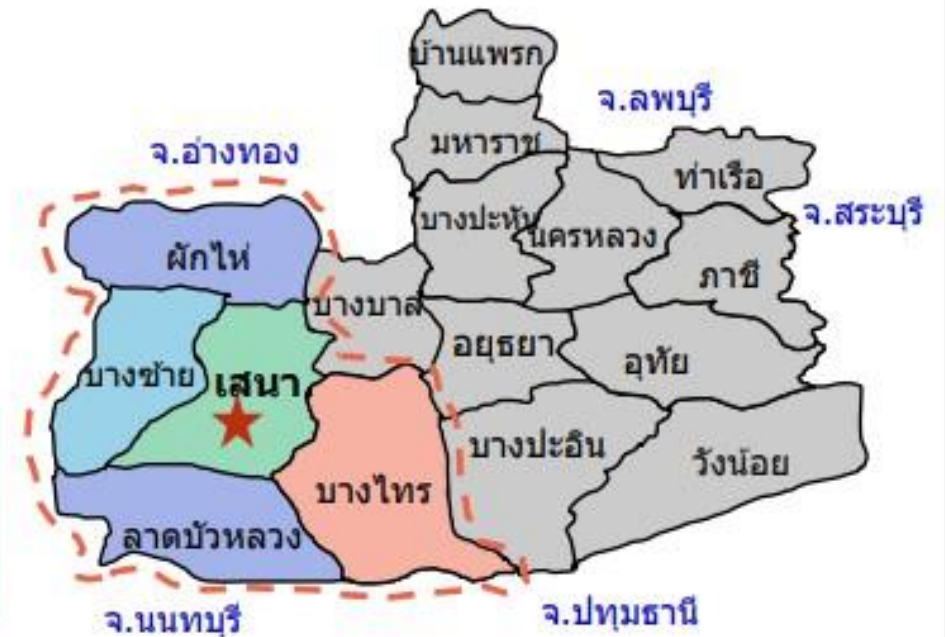 บ้านแพรก
จ.ลพบุรี
มหาราช
จ.อ่างทอง
ท่าเรือ
จ.สระบุรี
บางปะหัน
นครหลวง
ผักไห่
ภาชี
บางบาล
อยุธยา
อุทัย
บางซ้าย
เสนา
บางปะอิน
วังน้อย
บางไทร
ลาดบัวหลวง
จ.นนทบุรี
จ.ปทุมธานี